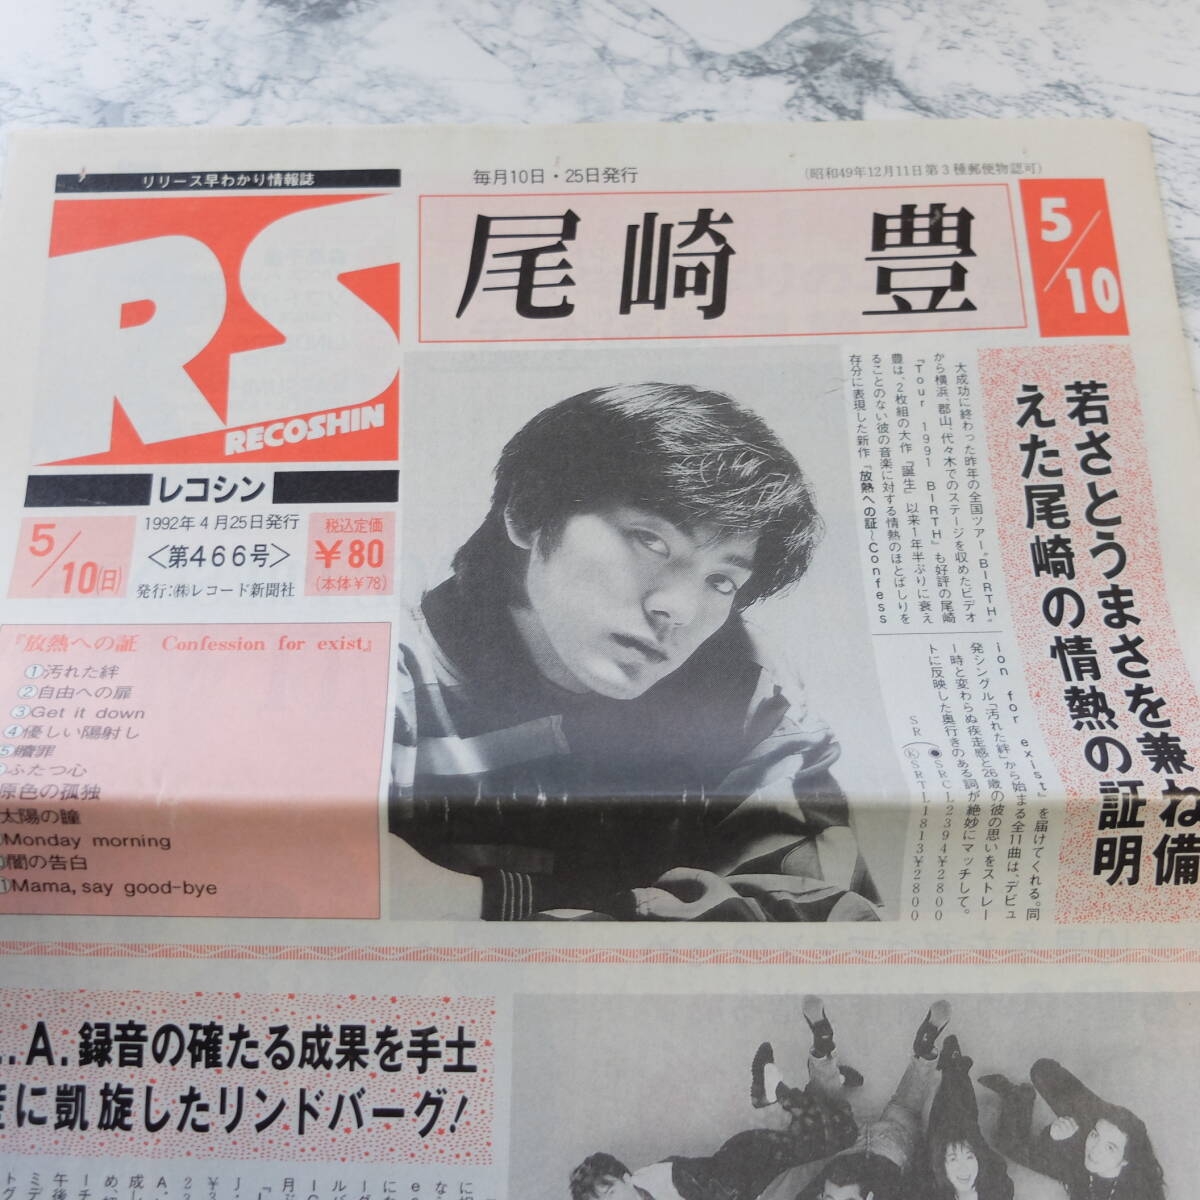 リリース早わかり情報誌
毎月10日・25日発行
(昭和49年12月11日第3種郵便物認可)
RS
RECOSHIN
レコシン
5/10(日)
1992年4月25日発行
〈第466号〉
発行:㈱レコード新聞社
税込定価
¥80
(本体¥78)
尾崎 豊
5/10
若さとうまさを兼ね備
えた尾崎の情熱の証明
大成功に終わった昨年の全国ツアー“BIRTH”
から横浜、郡山、代々木でのステージを収めたビデオ
『Tour 1991 BIRTH』も好評の尾崎
豊は、2枚組の大作『誕生』以来1年半ぶりに衰え
ることのない彼の音楽に対する情熱のほとばしりを
存分に表現した新作『放熱への証〜Confess
ion for exist』を届けてくれる。同
発シングル「汚れた絆」から始まる全11曲は、デビュ
ー時と変わらぬ疾走感と26歳の彼の思いをストレー
トに反映した奥行きのある詞が絶妙にマッチして。
●SRCL2394¥2800
SR ⓀSRTL1813¥2800
『放熱への証 Confession for exist』
①汚れた絆
②自由への扉
③Get it down
④優しい陽射し
⑤贖罪
ふたつ心
原色の孤独
太陽の瞳
Monday morning
闇の告白
Mama, say good-bye
.A.録音の確たる成果を手土
産に凱旋したリンドバーグ!